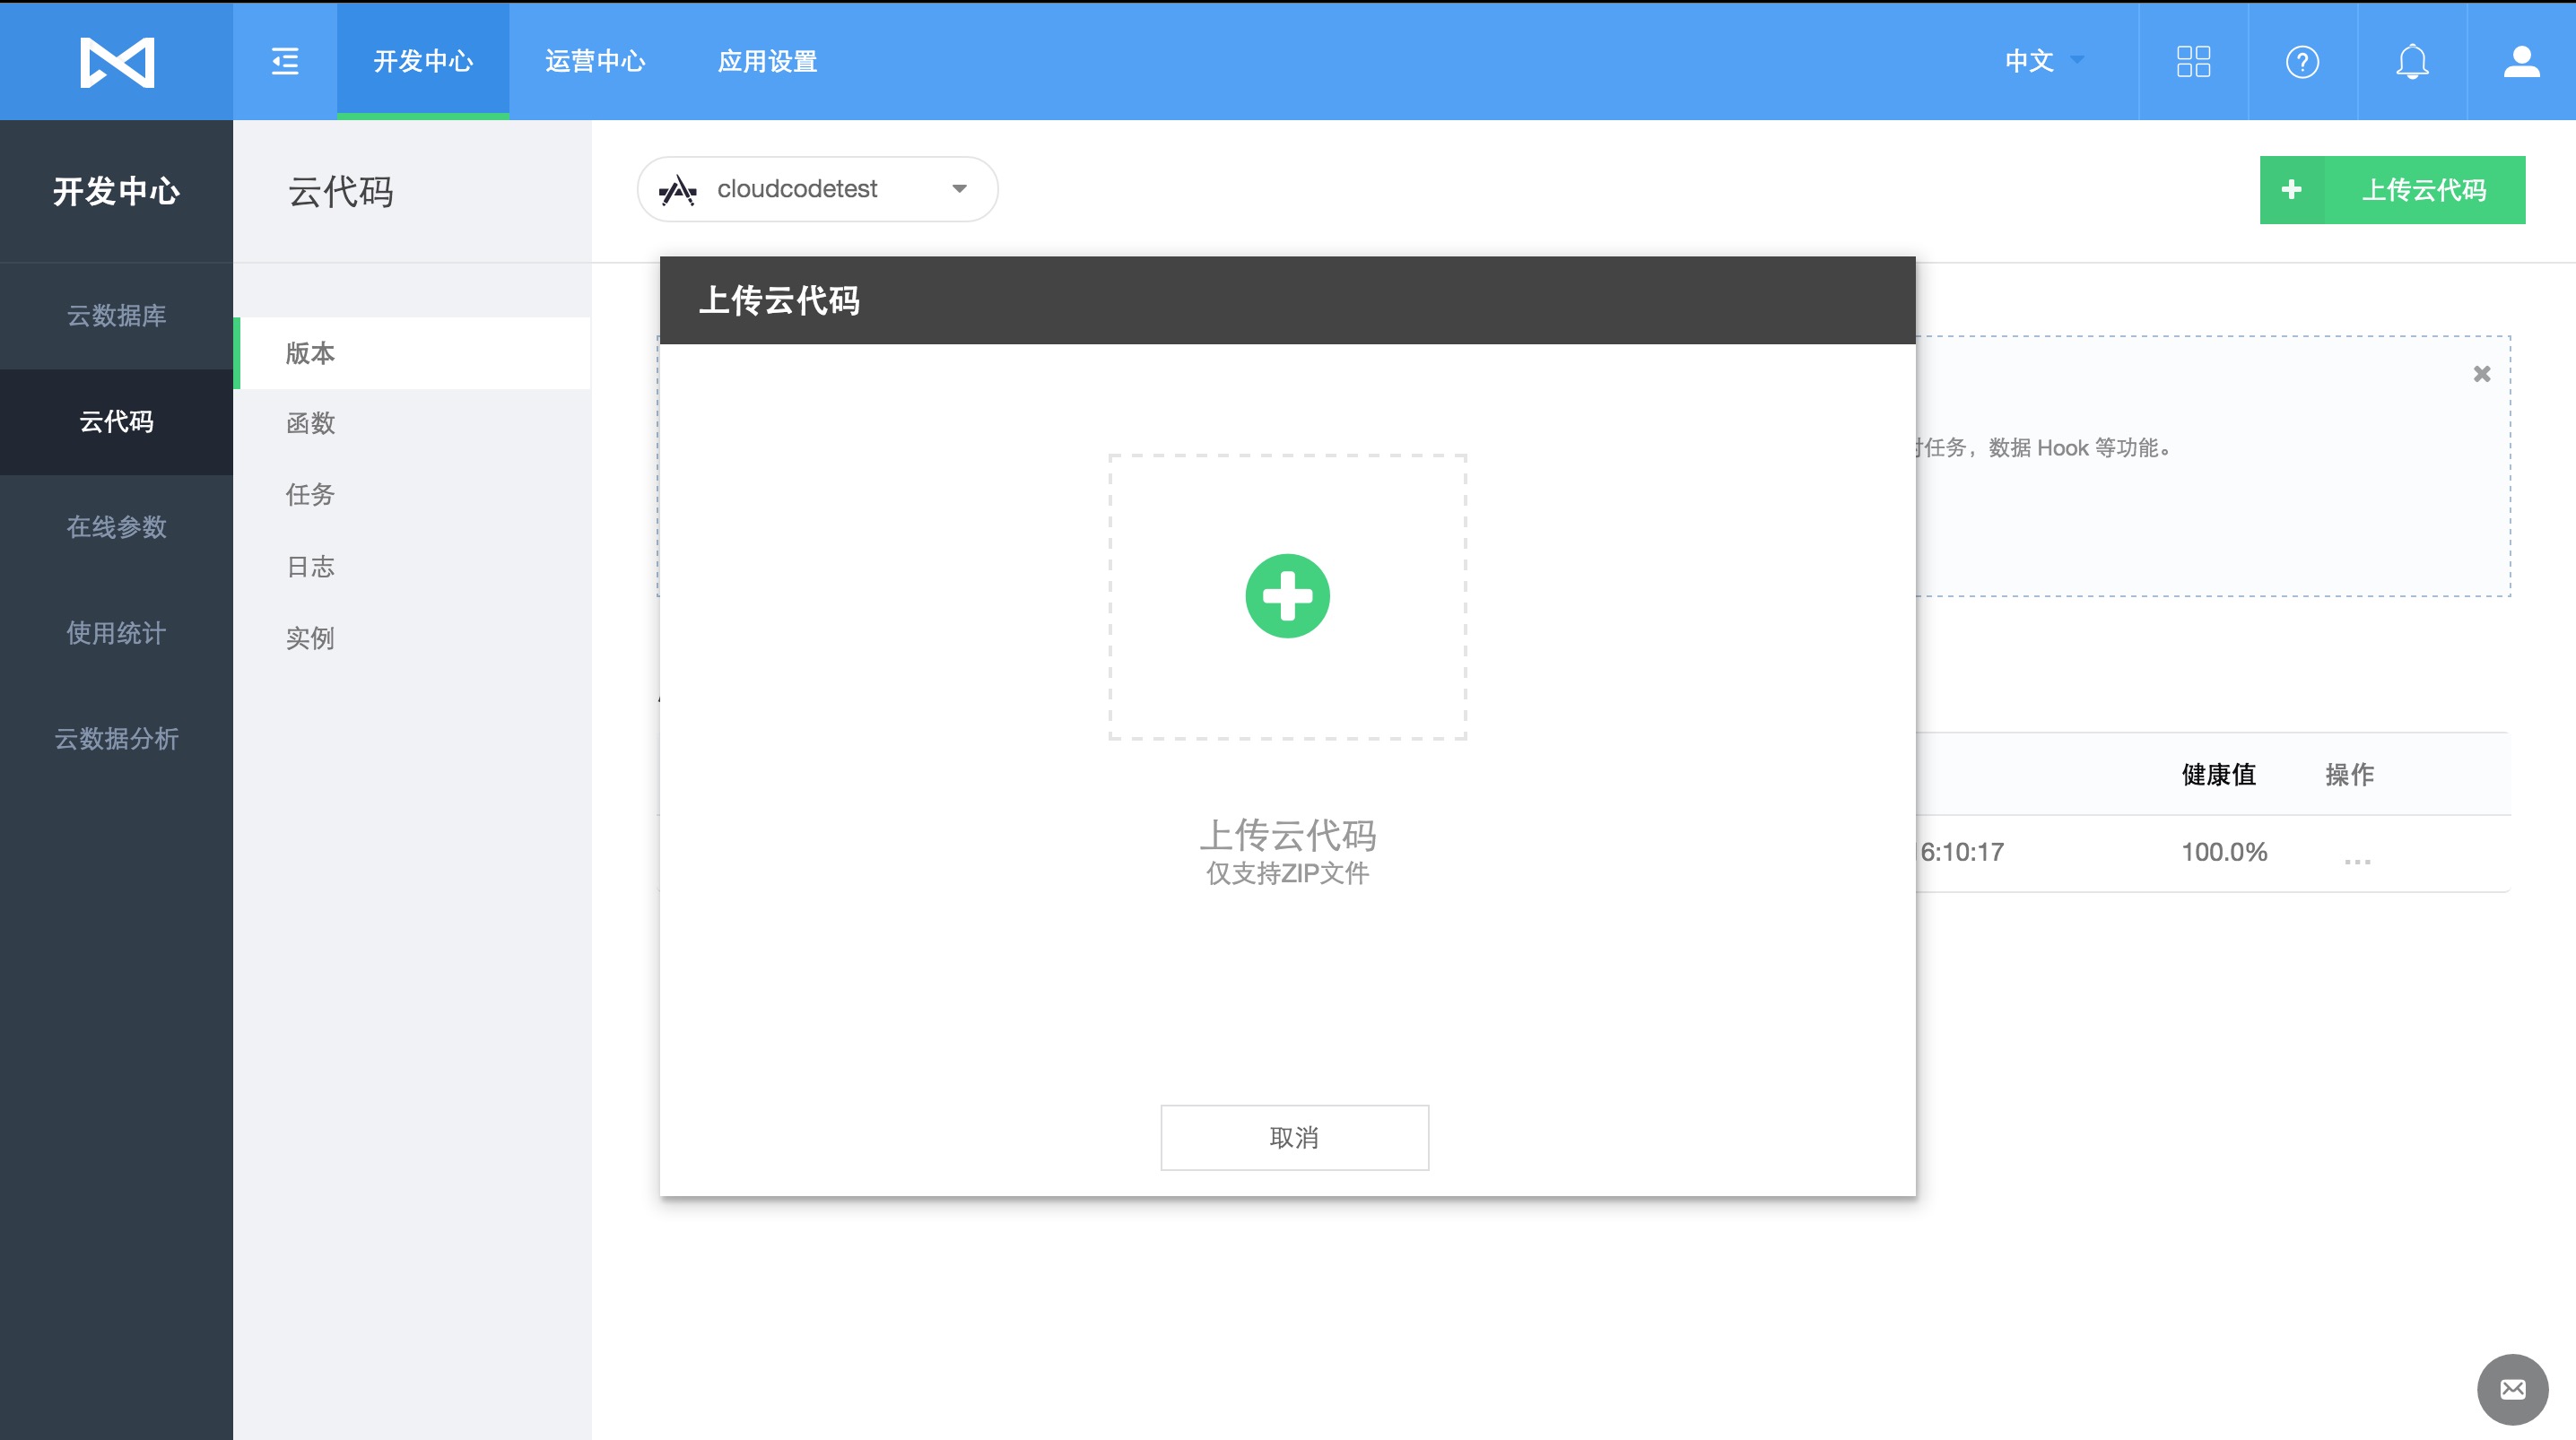 开发中心
运营中心
应用设置
中文
开发中心
云代码
cloudcodetest
上传云代码
云数据库
云代码
在线参数
使用统计
云数据分析
版本
函数
任务
日志
实例
上传云代码
上传云代码
仅支持ZIP文件
取消
任务，数据 Hook 等功能。
健康值
操作
6:10:17
100.0%
...